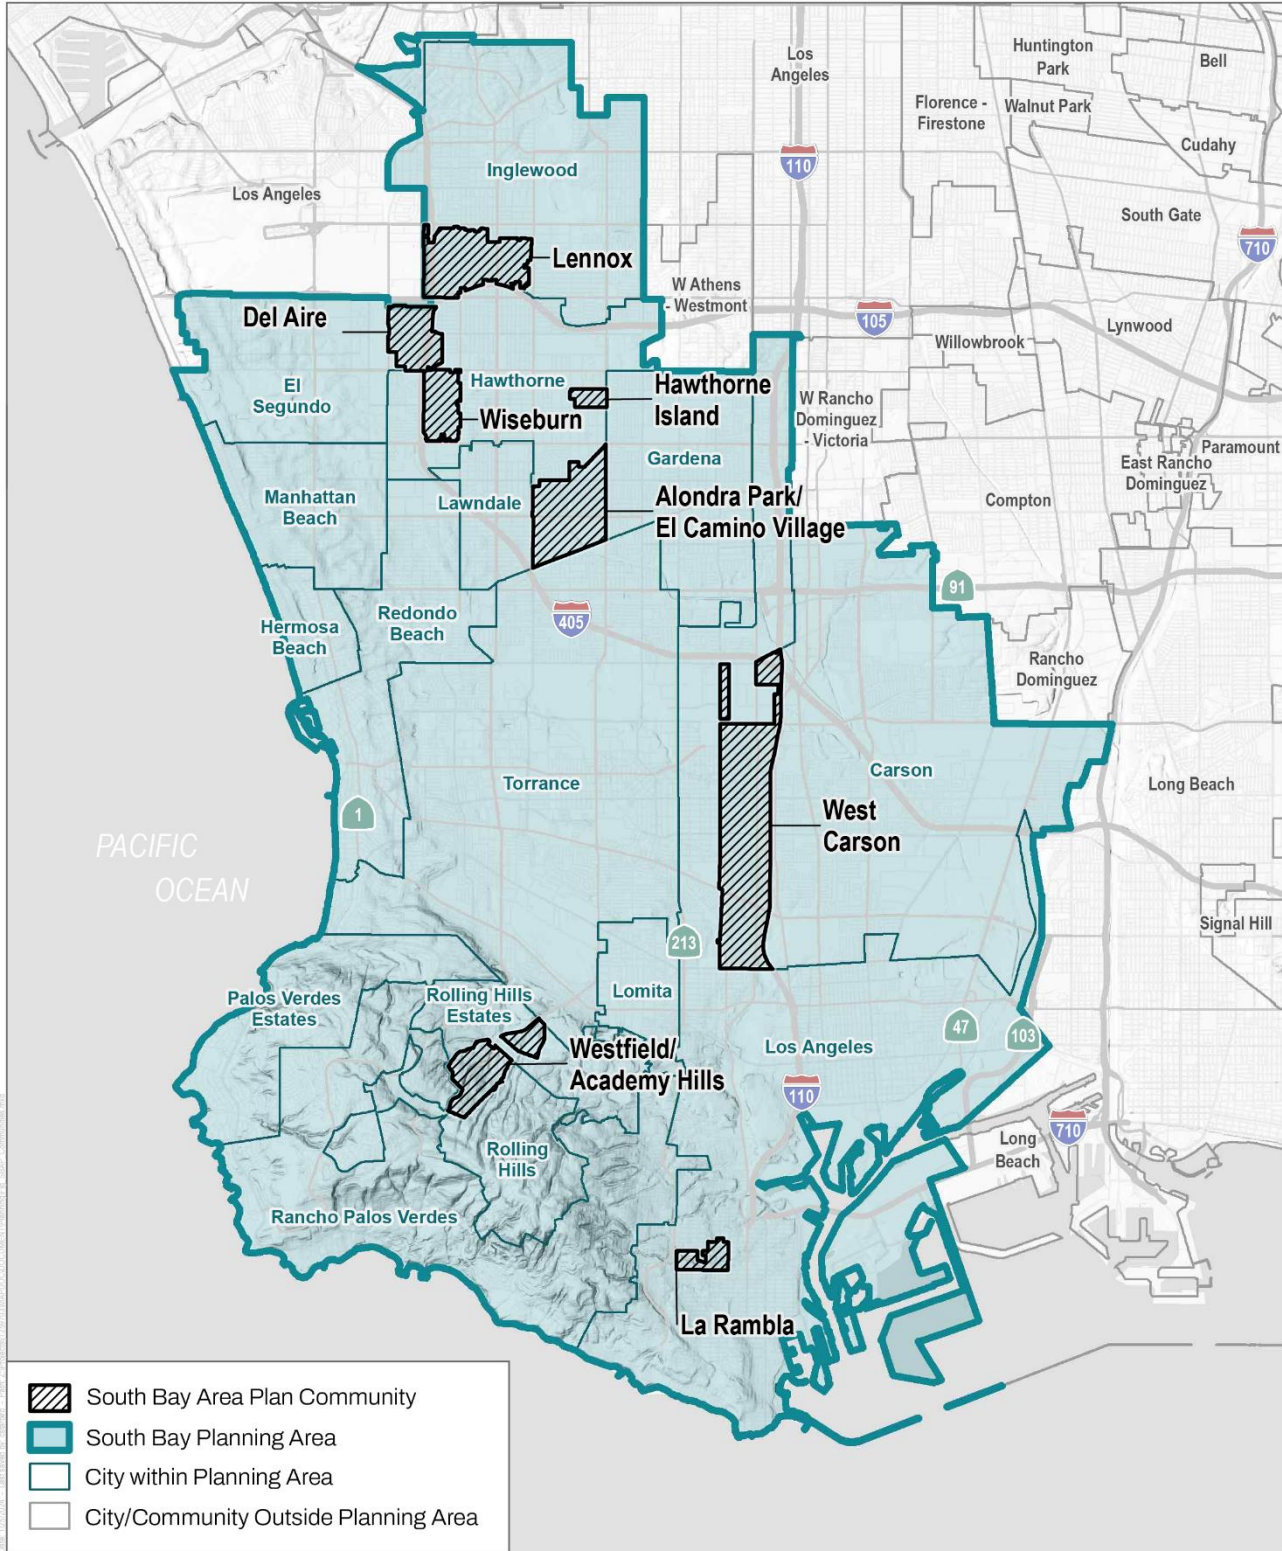 Los
Angeles
Huntington
Park
Bell
Florence -
Firestone
Walnut Park
Cudahy
110
Inglewood
Los Angeles
South Gate
710
Lennox
W Athens
- Westmont
Del Aire
105
Lynwood
Willowbrook
El
Segundo
Hawthorne
Hawthorne
Island
Wiseburn
W Rancho
Dominguez
- Victoria
Paramount
Gardena
East Rancho
Dominguez
Manhattan
Beach
Lawndale
Alondra Park/
El Camino Village
Compton
91
Hermosa
Beach
Redondo
Beach
405
Rancho
Dominguez
Torrance
Carson
Long Beach
1
West
Carson
PACIFIC
OCEAN
Signal Hill
213
Palos Verdes
Estates
Rolling Hills
Estates
Lomita
47
103
Westfield/
Academy Hills
Los Angeles
110
710
Long
Beach
Rolling
Hills
Rancho Palos Verdes
La Rambla
South Bay Area Plan Community
South Bay Planning Area
City within Planning Area
City/Community Outside Planning Area